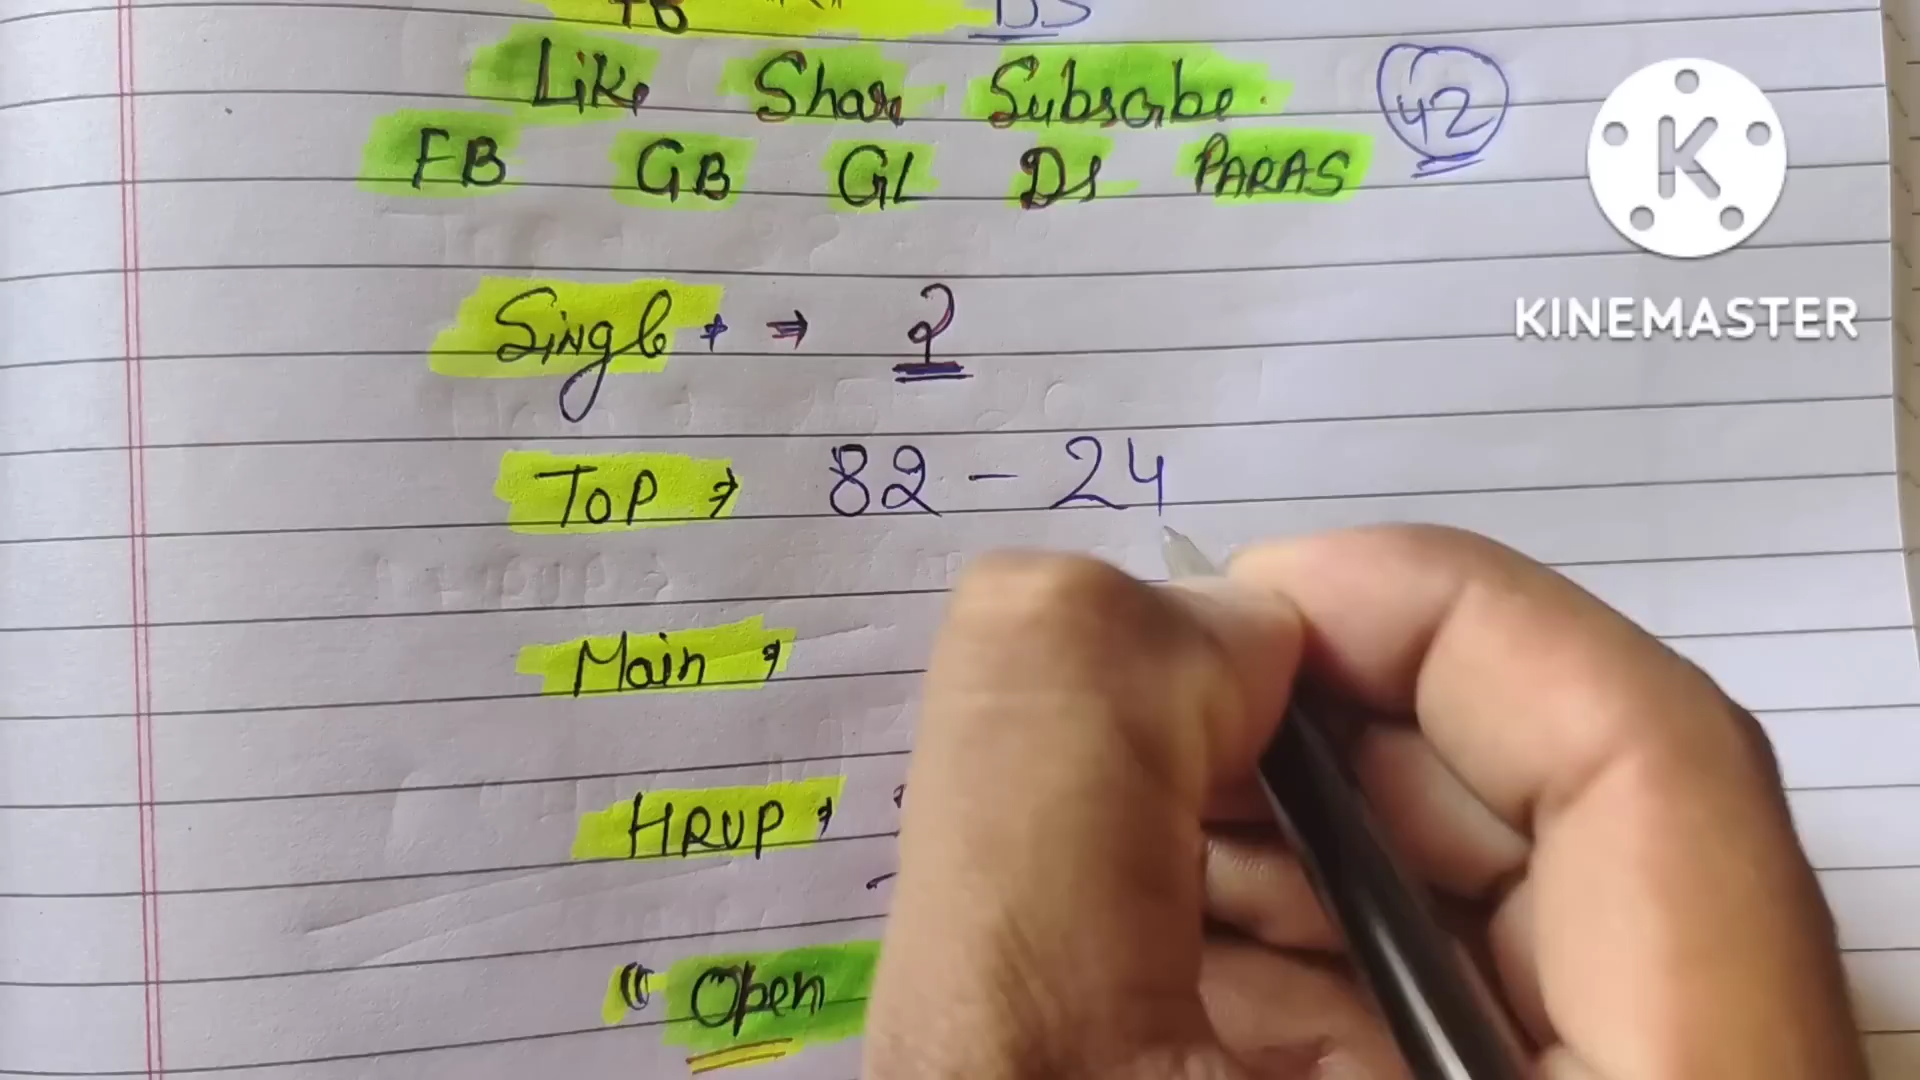 Like Share Subscribe. 42
FB GB GL DS PARAS
K
KINEMASTER
Single → ⇒ 2
TOP → 82 - 24
Main →
HRUP →
(( Open